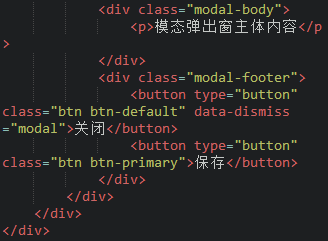 <div class="modal-body">
<p>模态弹出窗主体内容</p
>
</div>
<div class="modal-footer">
<button type="button"
class="btn btn-default" data-dismiss
="modal">关闭</button>
<button type="button"
class="btn btn-primary">保存</button>
</div>
</div>
</div>
</div>